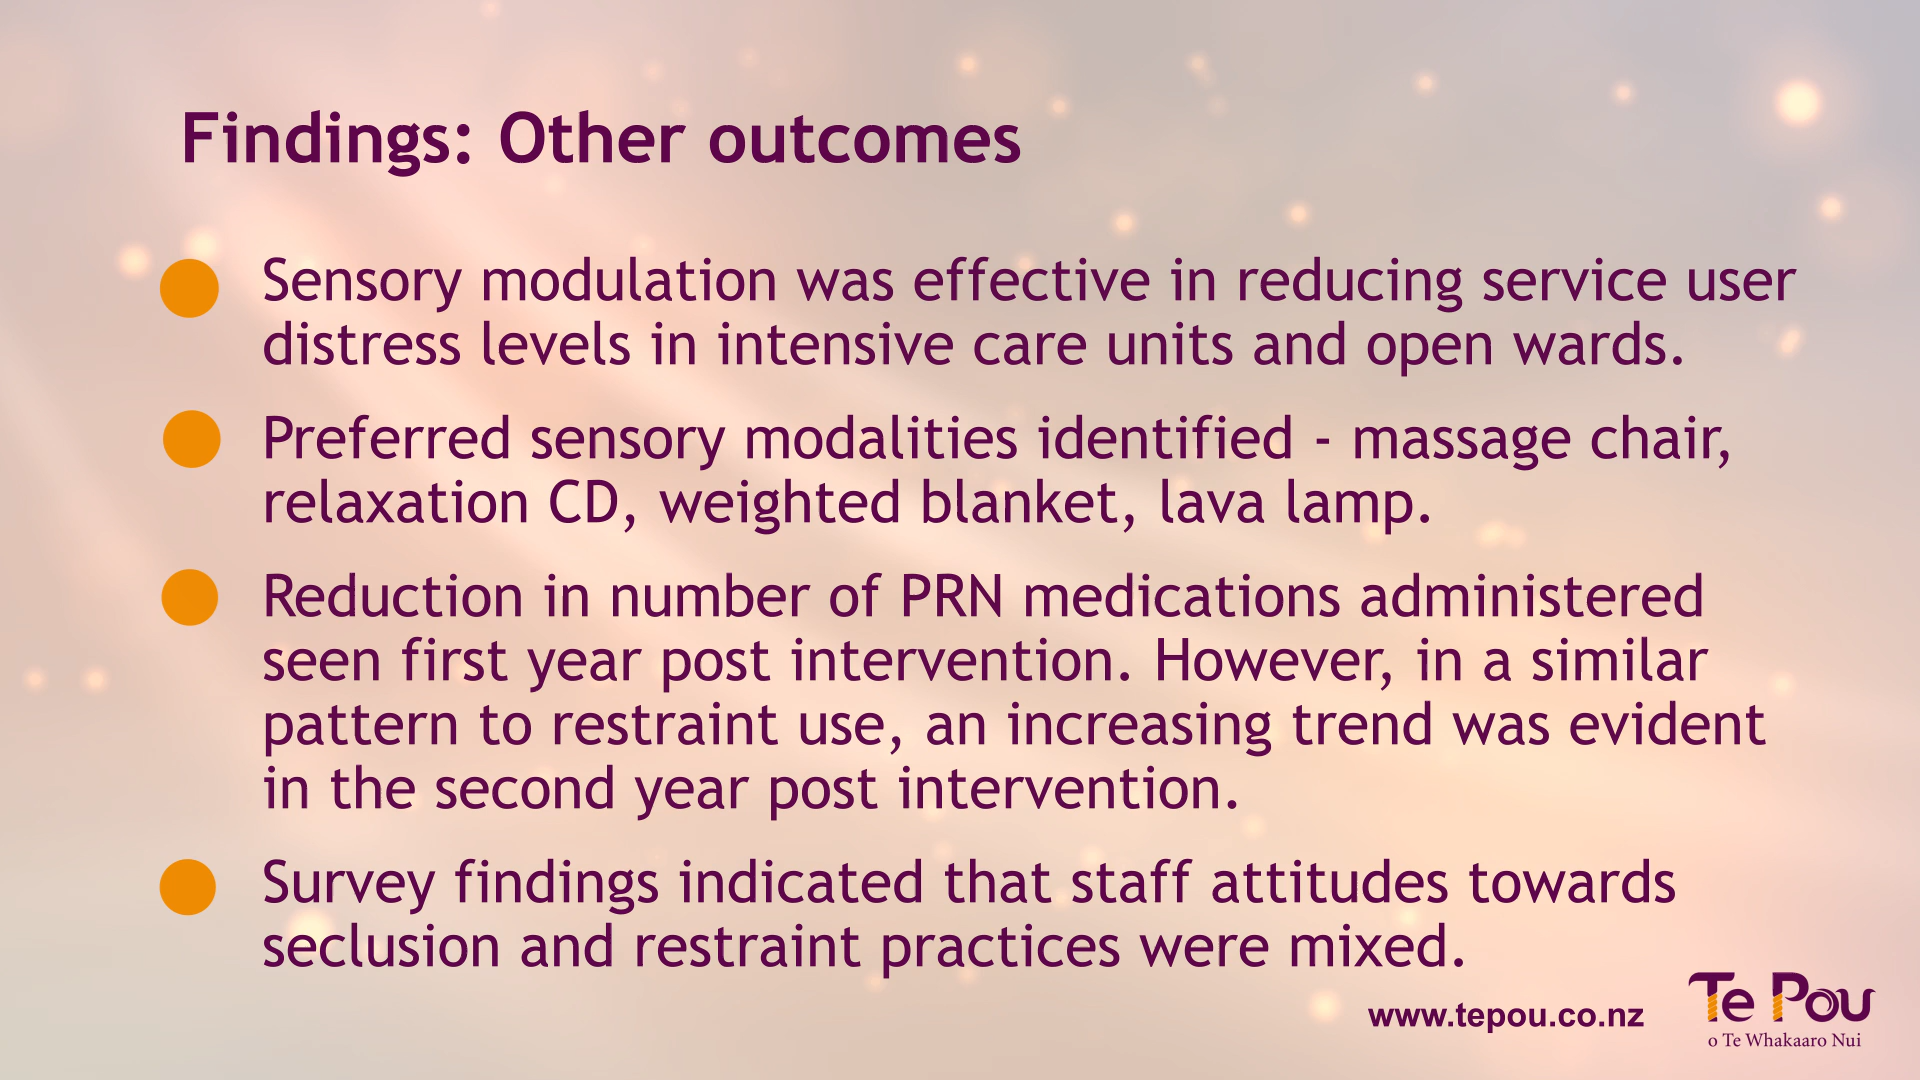 Findings: Other outcomes
Sensory modulation was effective in reducing service user
distress levels in intensive care units and open wards.
Preferred sensory modalities identified - massage chair,
relaxation CD, weighted blanket, lava lamp.
Reduction in number of PRN medications administered
seen first year post intervention. However, in a similar
pattern to restraint use, an increasing trend was evident
in the second year post intervention.
Survey findings indicated that staff attitudes towards
seclusion and restraint practices were mixed.
www.tepou.co.nz
Te Pou
o Te Whakaaro Nui